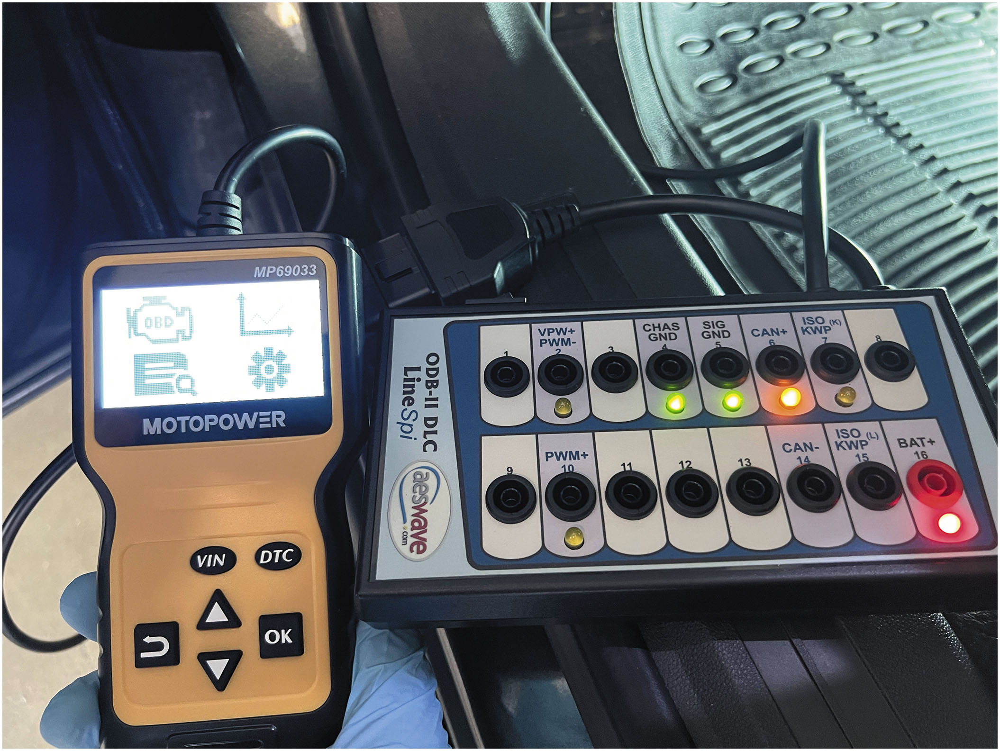 MP69033
OBD
MOTOPOWER
VIN
DTC
OK
ODB-II DLC
LineSpi
aeswave
.com
1
VPW+
PWM-
2
3
CHAS
GND
4
SIG
GND
5
CAN+
6
ISO (K)
KWP
7
8
9
PWM+
10
11
12
13
CAN-
14
ISO (L)
KWP
15
BAT+
16